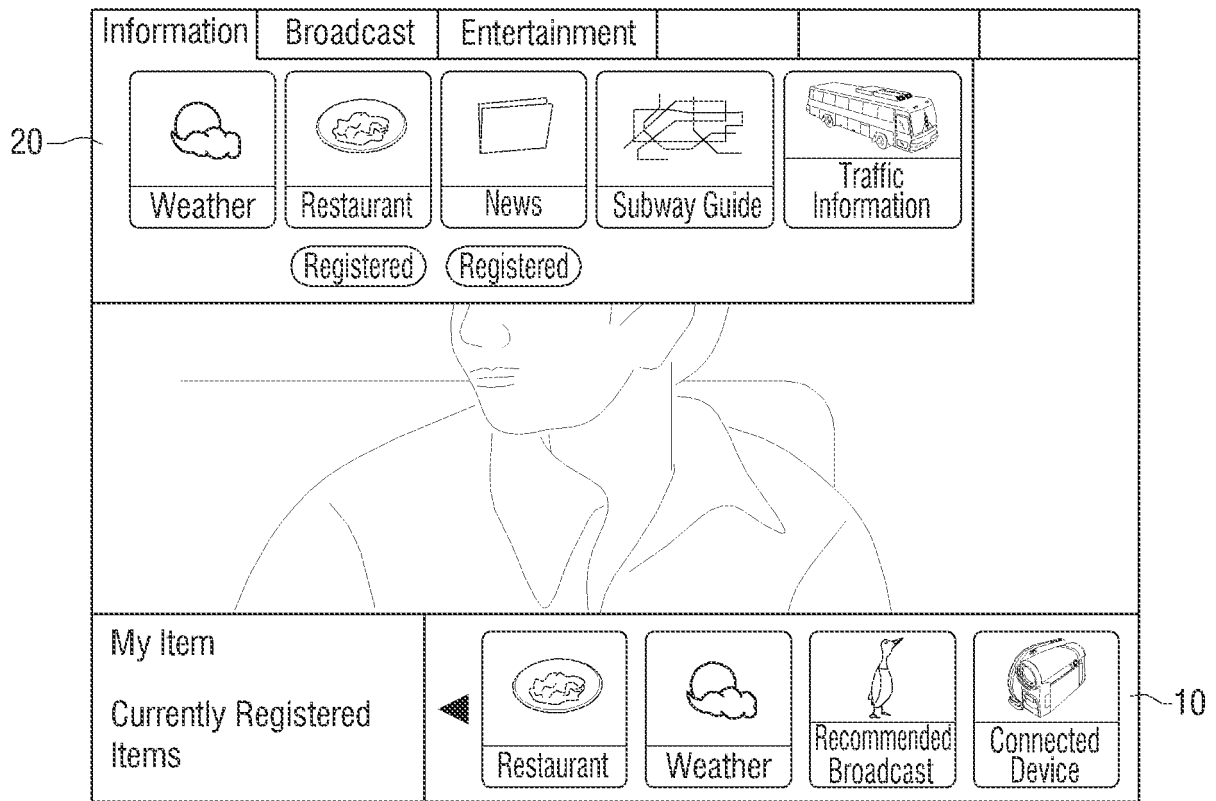 Information Broadcast Entertainment
20
Weather Restaurant News Subway Guide Traffic
Information
Registered Registered
My Item
Currently Registered
Items
Restaurant Weather Recommended
Broadcast Connected
Device
10